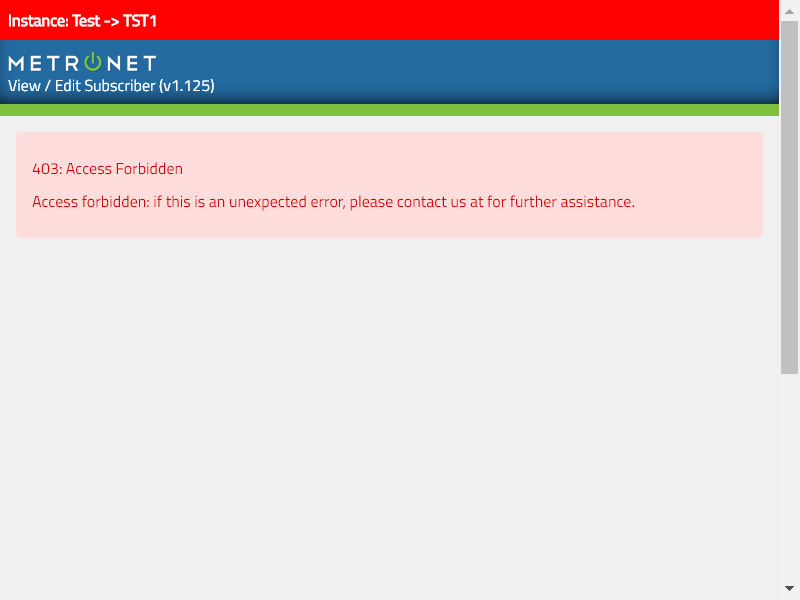 Instance: Test -> TST1
METRONET
View / Edit Subscriber (v1.125)
403: Access Forbidden
Access forbidden: if this is an unexpected error, please contact us at for further assistance.